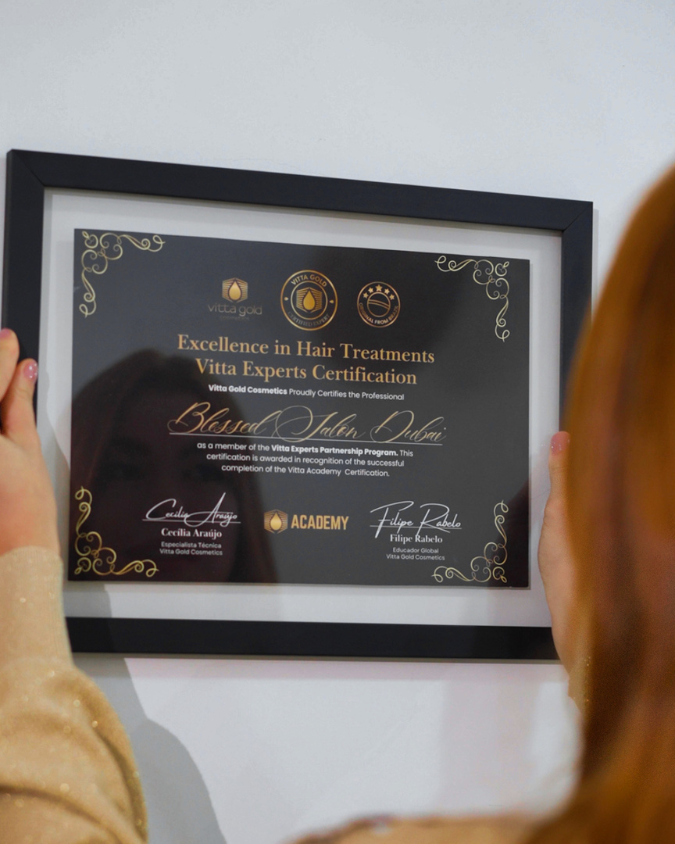 vitta gold
VITTA GOLD
Excellence in Hair Treatments
Vitta Experts Certification
Vitta Gold Cosmetics Proudly Certifies the Professional
Blessed Salon Dubai
as a member of the Vitta Experts Partnership Program. This
certification is awarded in recognition of the successful
completion of the Vitta Academy Certification.
Cecília Araújo
Cecília Araújo
Especialista Técnica
Vitta Gold Cosmetics
ACADEMY
Filipe Rabelo
Filipe Rabelo
Educador Global
Vitta Gold Cosmetics